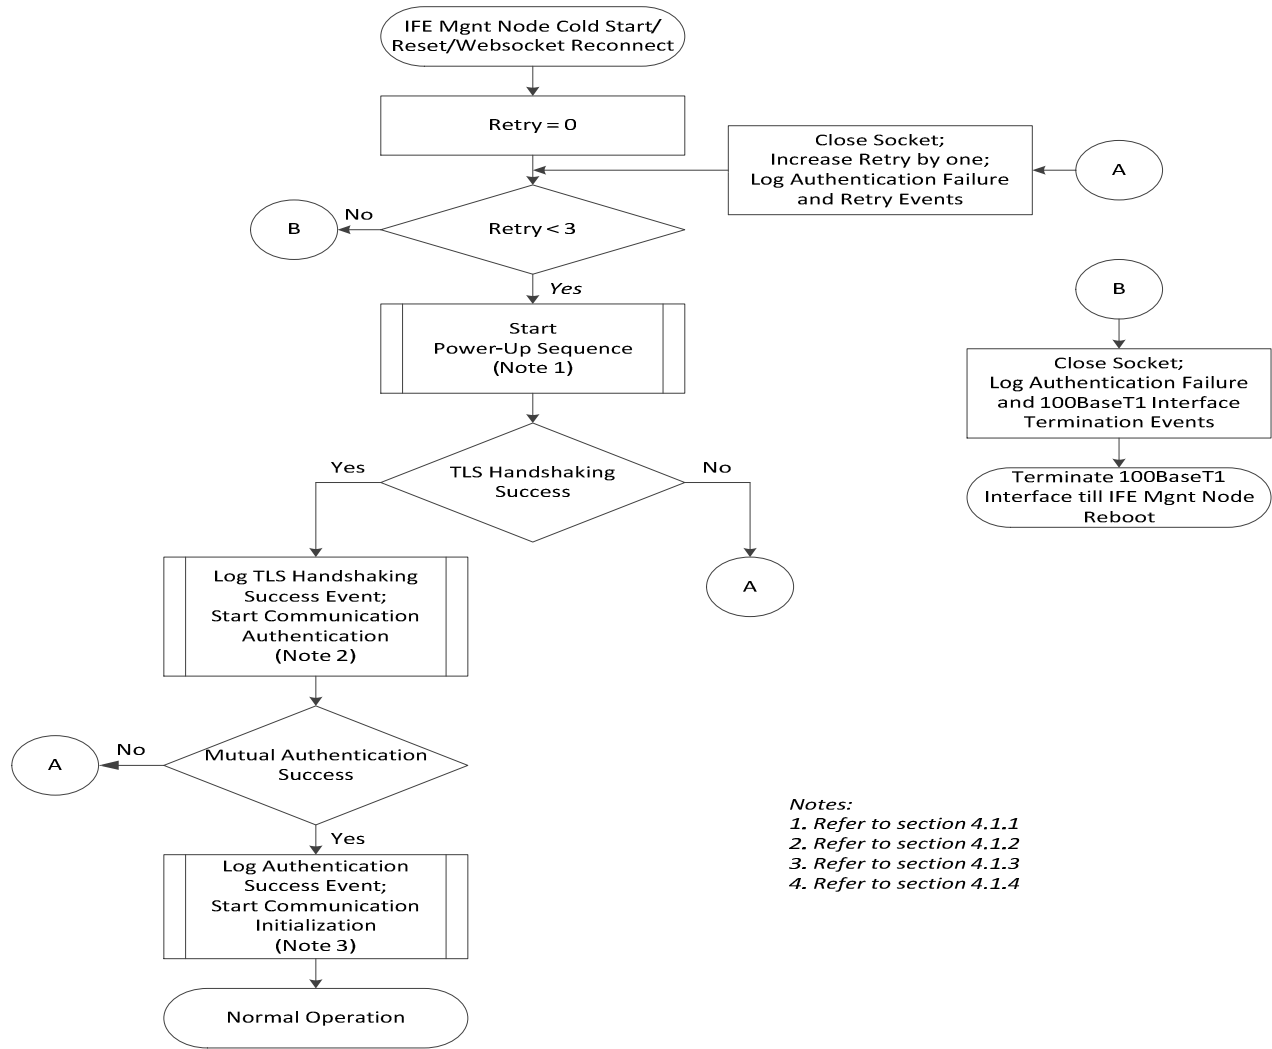 IFE Mgnt Node Cold Start/
Reset/Websocket Reconnect
Retry = 0
Close Socket;
Increase Retry by one;
Log Authentication Failure
and Retry Events
A
B
No
Retry < 3
Yes
B
Start
Power-Up Sequence
(Note 1)
Close Socket;
Log Authentication Failure
and 100BaseT1 Interface
Termination Events
Yes
TLS Handshaking
Success
No
Terminate 100BaseT1
Interface till IFE Mgnt Node
Reboot
Log TLS Handshaking
Success Event;
Start Communication
Authentication
(Note 2)
A
A
No
Mutual Authentication
Success
Yes
Log Authentication
Success Event;
Start Communication
Initialization
(Note 3)
Normal Operation
Notes:
1. Refer to section 4.1.1
2. Refer to section 4.1.2
3. Refer to section 4.1.3
4. Refer to section 4.1.4